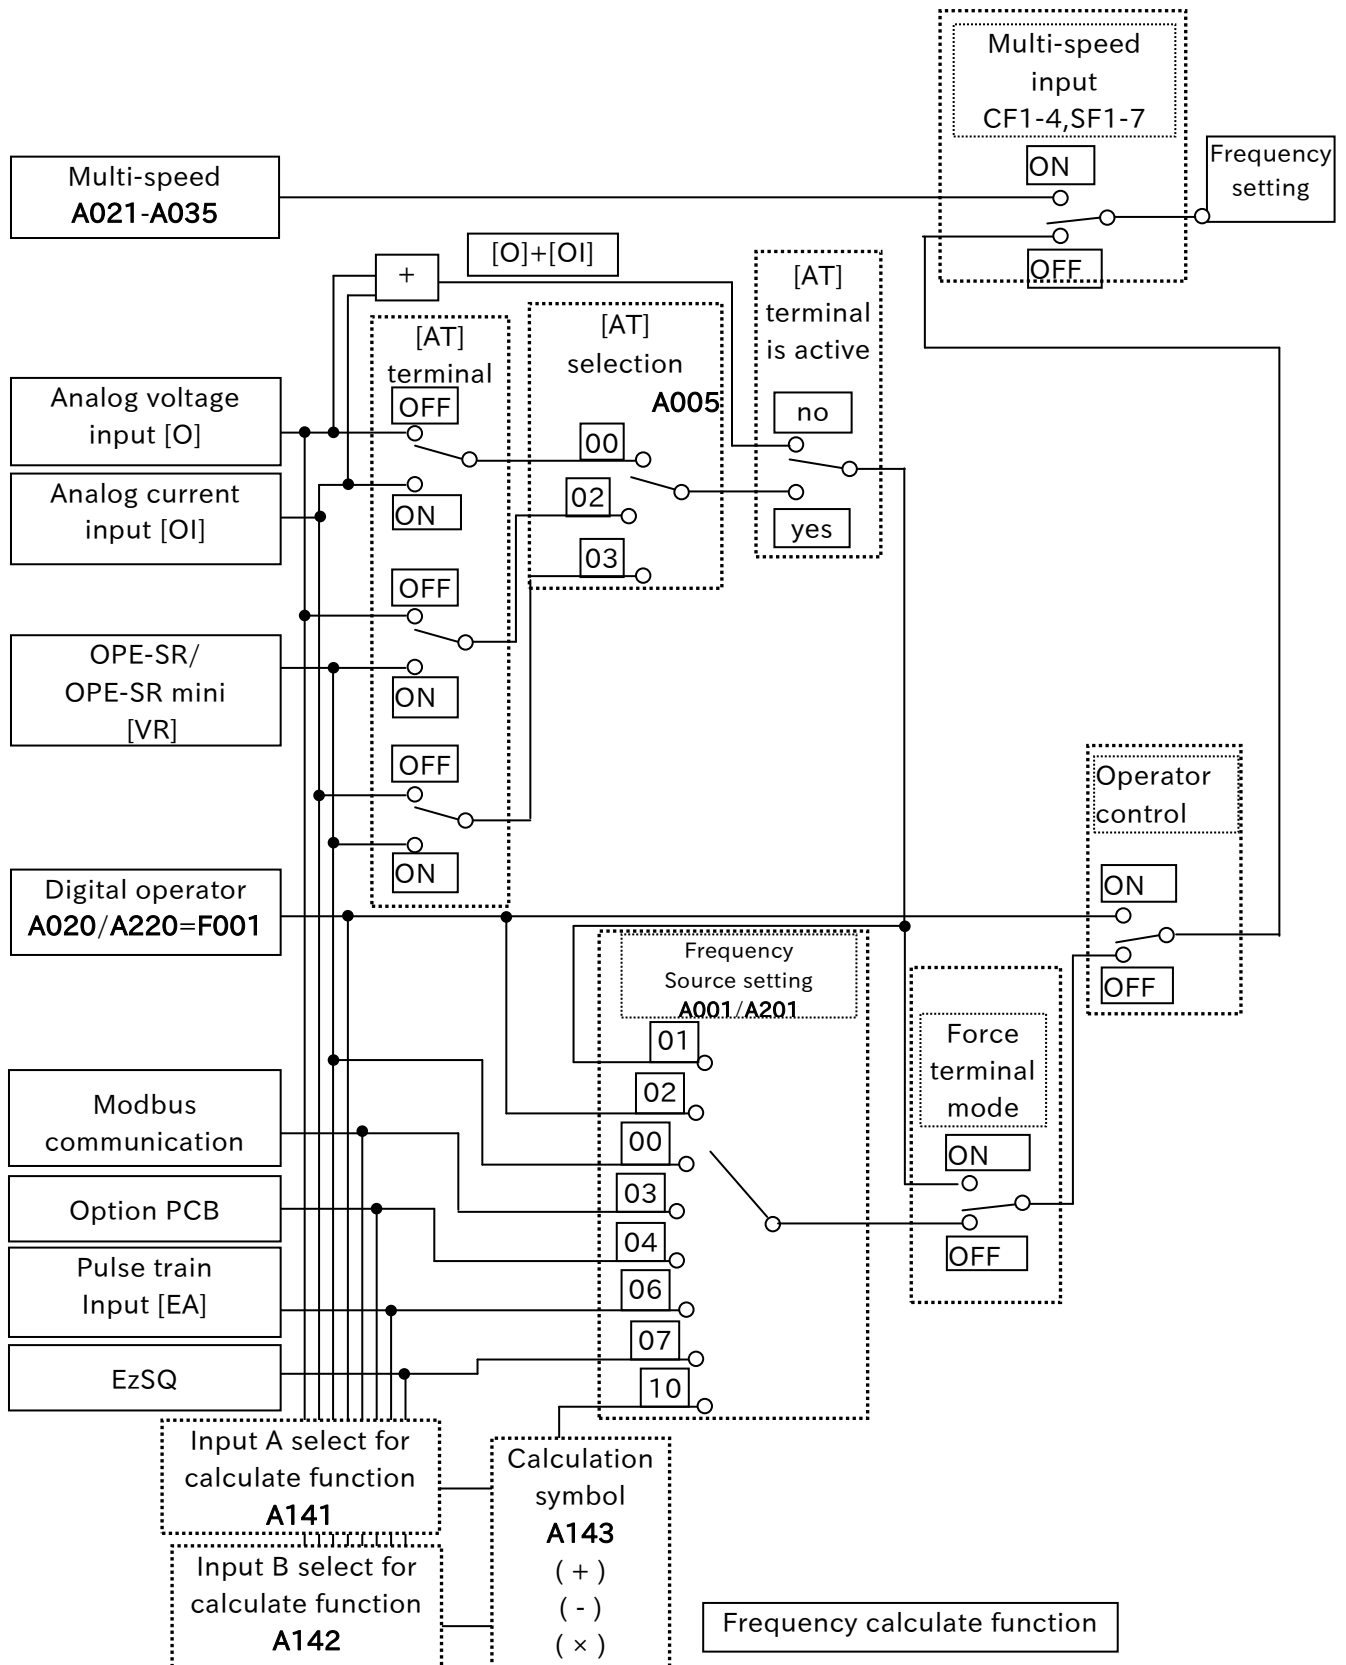 Multi-speed
input
CF1-4,SF1-7
ON
OFF
Frequency
setting
Multi-speed
A021-A035
+
[O]+[OI]
[AT]
terminal
is active
no
yes
[AT]
selection
A005
00
02
03
[AT]
terminal
OFF
ON
OFF
ON
OFF
ON
Analog voltage
input [O]
Analog current
input [OI]
OPE-SR/
OPE-SR mini
[VR]
Digital operator
A020/A220=F001
Operator
control
ON
OFF
Frequency
Source setting
A001/A201
01
02
00
03
04
06
07
10
Force
terminal
mode
ON
OFF
Modbus
communication
Option PCB
Pulse train
Input [EA]
EzSQ
Input A select for
calculate function
A141
Input B select for
calculate function
A142
Calculation
symbol
A143
( + )
( - )
( × )
Frequency calculate function